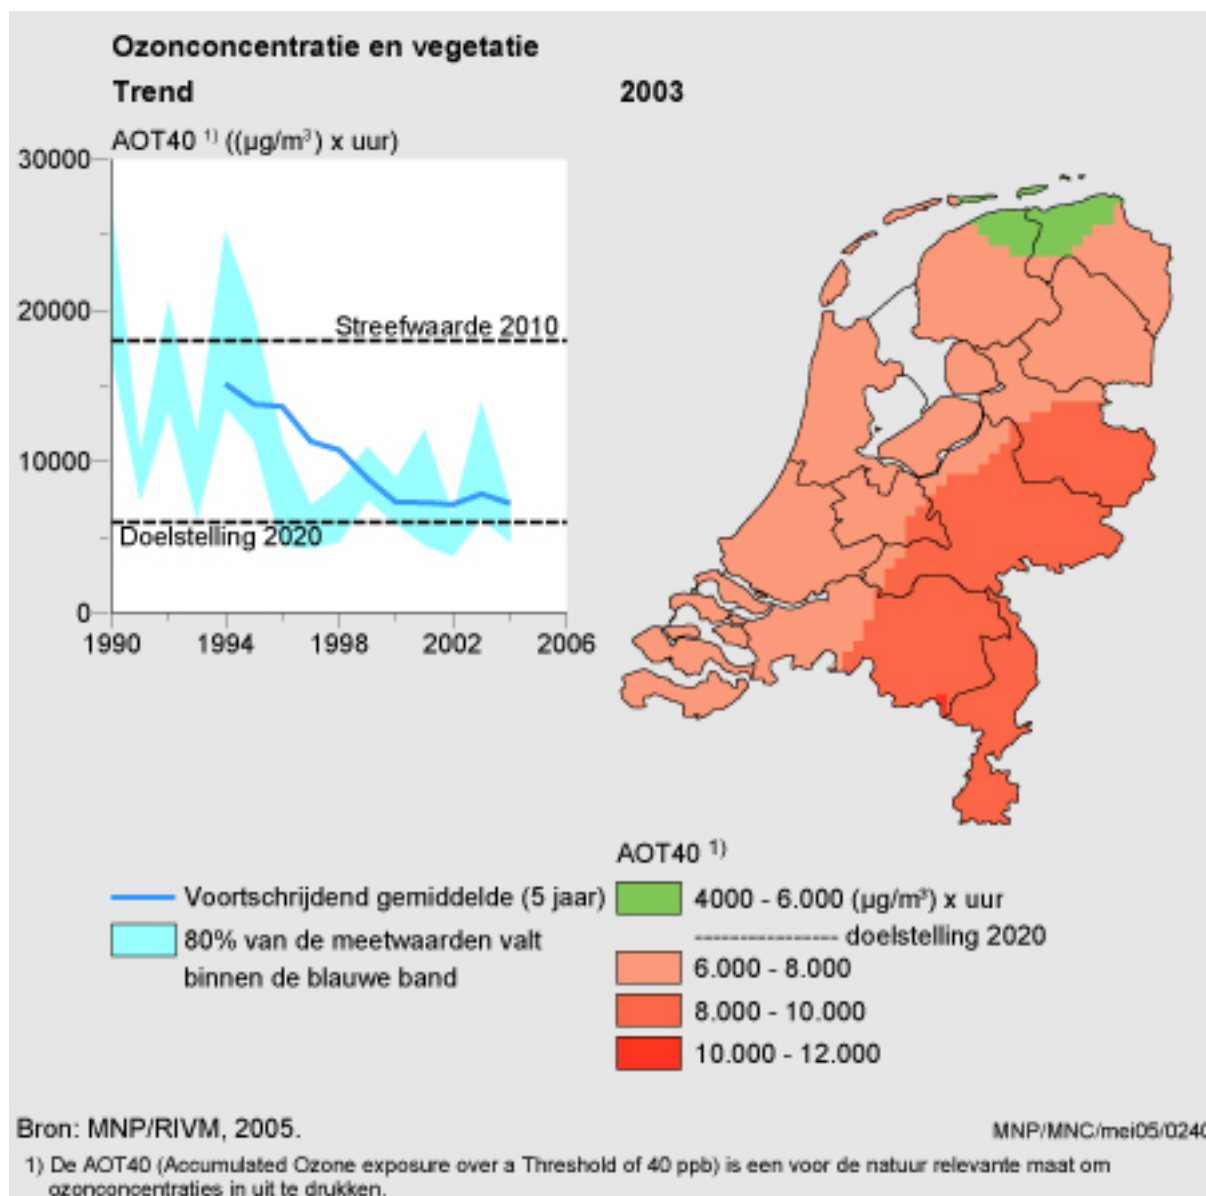 Ozonconcentratie en vegetatie
Trend
AOT40 ¹⁾ ((µg/m³) x uur)
30000
20000
10000
0
Streefwaarde 2010
Doelstelling 2020
1990 1994 1998 2002 2006
Voortschrijdend gemiddelde (5 jaar)
80% van de meetwaarden valt
binnen de blauwe band
2003
AOT40 ¹⁾
4000 - 6.000 (µg/m³) x uur
----------------- doelstelling 2020
6.000 - 8.000
8.000 - 10.000
10.000 - 12.000
Bron: MNP/RIVM, 2005.
MNP/MNC/mei05/0240
1) De AOT40 (Accumulated Ozone exposure over a Threshold of 40 ppb) is een voor de natuur relevante maat om
ozonconcentraties in uit te drukken.